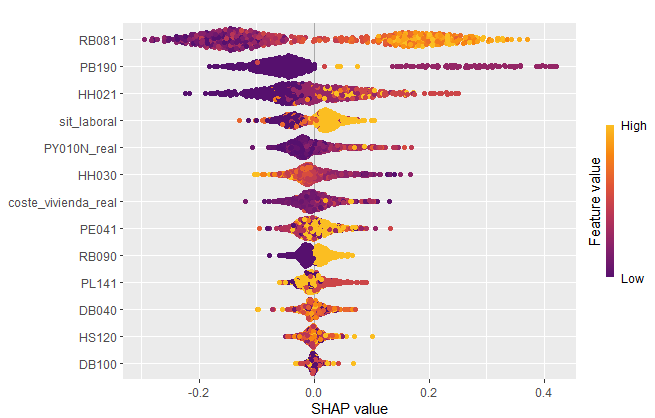 RB081
PB190
HH021
sit_laboral
PY010N_real
HH030
coste_vivienda_real
PE041
RB090
PL141
DB040
HS120
DB100
-0.2 0.0 0.2 0.4
SHAP value
High
Feature value
Low